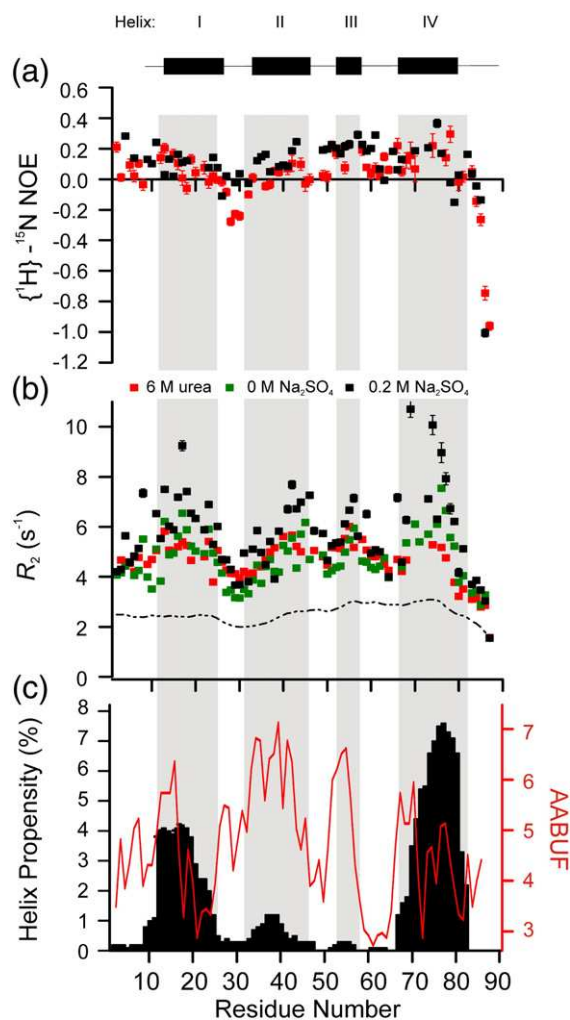 Helix: I II III IV
(a)
0.6
0.4
0.2
0.0
-0.2
-0.4
-0.6
-0.8
-1.0
-1.2
{¹H} - ¹⁵N NOE
(b)
6 M urea 0 M Na₂SO₄ 0.2 M Na₂SO₄
10
8
6
4
2
0
R₂ (s⁻¹)
(c)
8
7
6
5
4
3
2
1
0
Helix Propensity (%)
7
6
5
4
3
AABUF
10 20 30 40 50 60 70 80 90
Residue Number